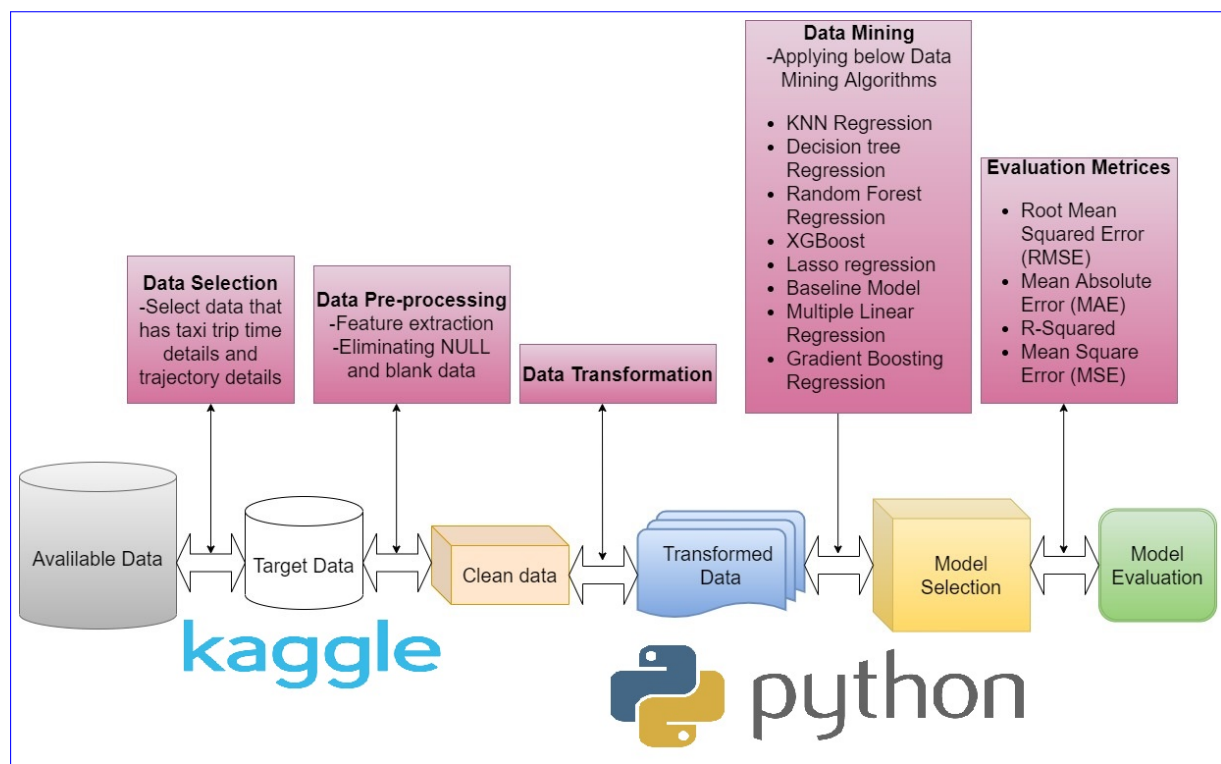 Data Mining
-Applying below Data
Mining Algorithms
• KNN Regression
• Decision tree
Regression
• Random Forest
Regression
• XGBoost
• Lasso regression
• Baseline Model
• Multiple Linear
Regression
• Gradient Boosting
Regression
Evaluation Metrices
• Root Mean
Squared Error
(RMSE)
• Mean Absolute
Error (MAE)
• R-Squared
• Mean Square
Error (MSE)
Data Selection
-Select data that
has taxi trip time
details and
trajectory details
Data Pre-processing
-Feature extraction
-Eliminating NULL
and blank data
Data Transformation
Availilable Data
Target Data
Clean data
Transformed
Data
Model
Selection
Model
Evaluation
kaggle
python